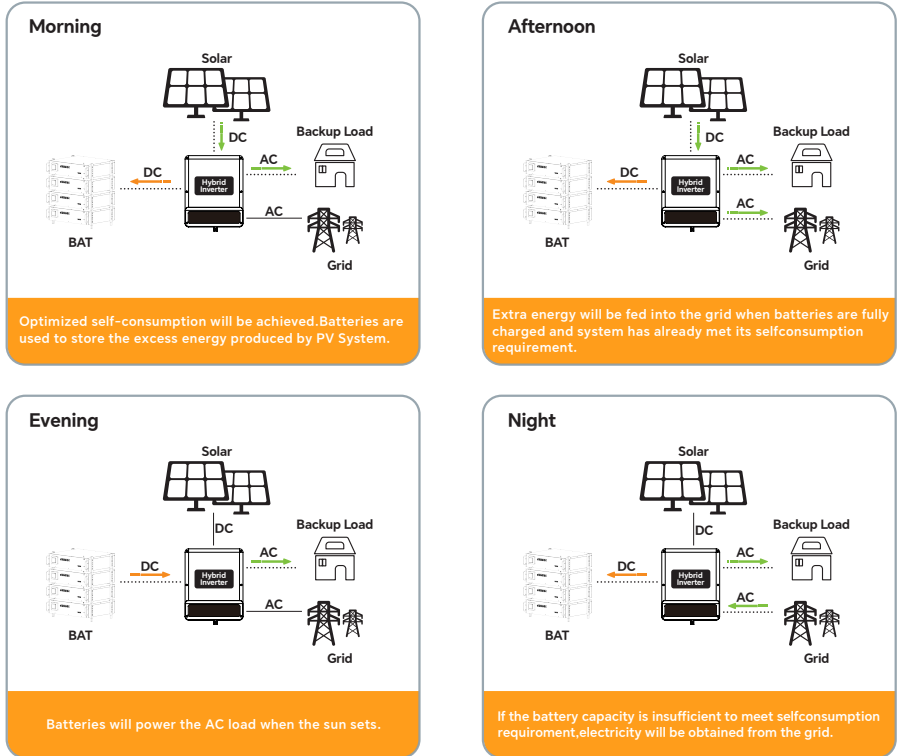 Morning
Solar
DC
Backup Load
AC
DC
Hybrid
Inverter
AC
BAT
Grid
Optimized self-consumption will be achieved.Batteries are
used to store the excess energy produced by PV System.
Afternoon
Solar
DC
Backup Load
AC
DC
Hybrid
Inverter
AC
BAT
Grid
Extra energy will be fed into the grid when batteries are fully
charged and system has already met its selfconsumption
requirement.
Evening
Solar
DC
Backup Load
AC
DC
Hybrid
Inverter
AC
BAT
Grid
Batteries will power the AC load when the sun sets.
Night
Solar
DC
Backup Load
AC
DC
Hybrid
Inverter
AC
BAT
Grid
If the battery capacity is insufficient to meet selfconsumption
requiroment,electricity will be obtained from the grid.